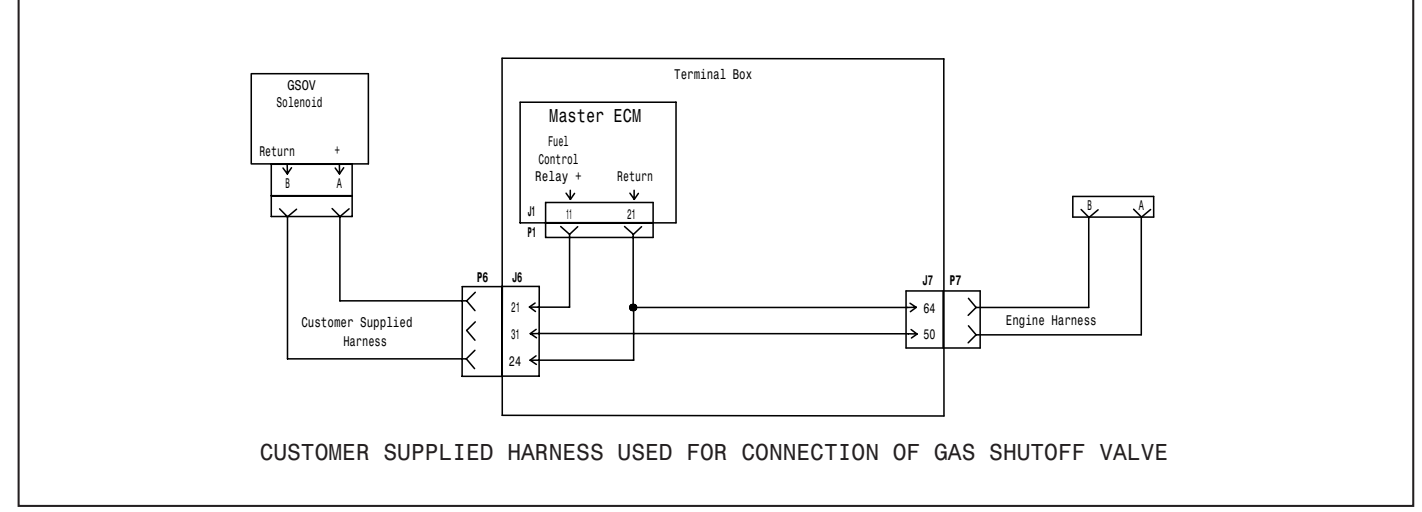 Terminal Box
GSOV
Solenoid
Return +
B A
Master ECM
Fuel
Control
Relay + Return
J1 11 21
P1
B A
P6 J6
21
31
24
J7 P7
64
50
Customer Supplied
Harness
Engine Harness
CUSTOMER SUPPLIED HARNESS USED FOR CONNECTION OF GAS SHUTOFF VALVE